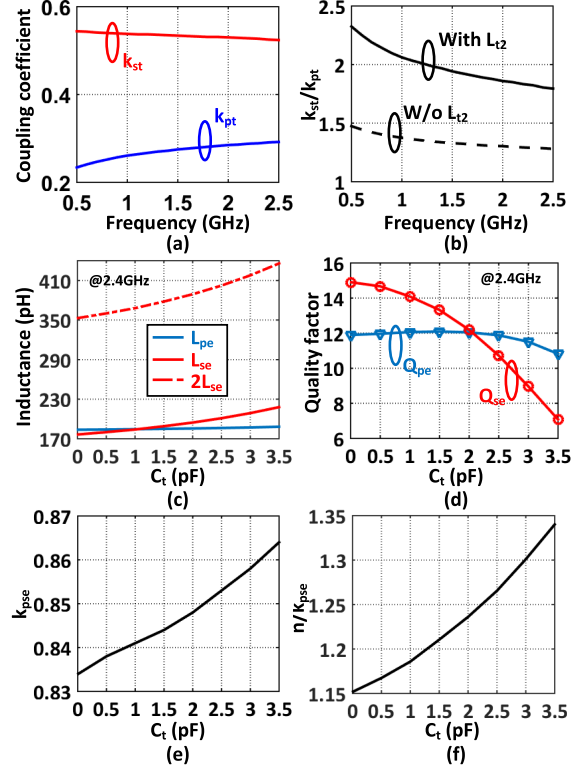 Coupling coefficient
0.6
0.4
0.2
k_st
k_pt
0.5 1 1.5 2 2.5
Frequency (GHz)
(a)
k_st/k_pt
2.5
2
1.5
1
With L_t2
W/o L_t2
0.5 1 1.5 2 2.5
Frequency (GHz)
(b)
Inductance (pH)
410
350
290
230
170
@2.4GHz
L_pe
L_se
2L_se
0 0.5 1 1.5 2 2.5 3 3.5
C_t (pF)
(c)
Quality factor
16
14
12
10
8
6
4
@2.4GHz
Q_pe
Q_se
0 0.5 1 1.5 2 2.5 3 3.5
C_t (pF)
(d)
k_pse
0.87
0.86
0.85
0.84
0.83
0 0.5 1 1.5 2 2.5 3 3.5
C_t (pF)
(e)
n/k_pse
1.35
1.3
1.25
1.2
1.15
0 0.5 1 1.5 2 2.5 3 3.5
C_t (pF)
(f)